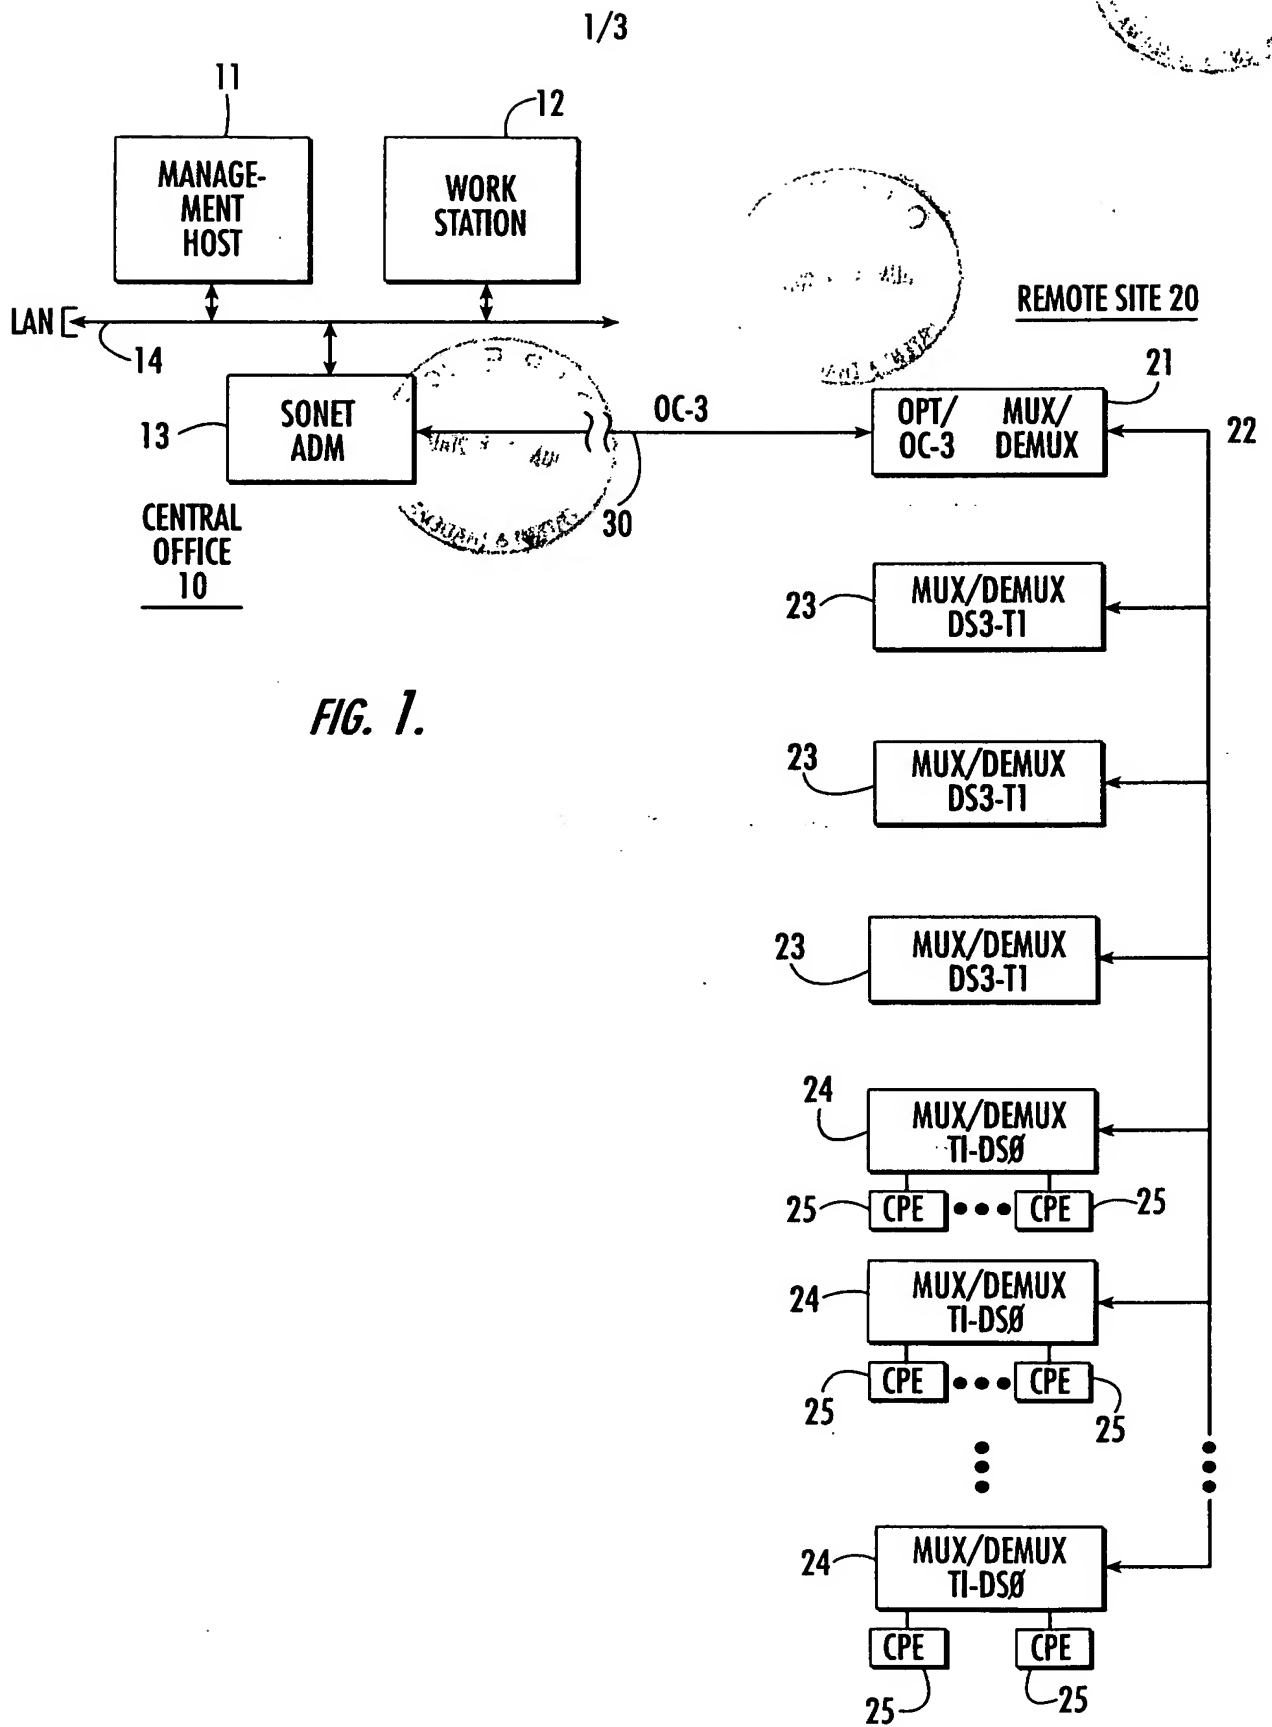 1/3
11
12
MANAGE-
MENT
HOST
WORK
STATION
LAN
14
REMOTE SITE 20
13
SONET
ADM
OC-3
30
21
OPT/
OC-3
MUX/
DEMUX
22
CENTRAL
OFFICE
10
23
MUX/DEMUX
DS3-T1
FIG. 1.
23
MUX/DEMUX
DS3-T1
23
MUX/DEMUX
DS3-T1
24
MUX/DEMUX
T1-DSØ
25
CPE
CPE
25
24
MUX/DEMUX
T1-DSØ
CPE
CPE
25
25
24
MUX/DEMUX
T1-DSØ
CPE
CPE
25
25